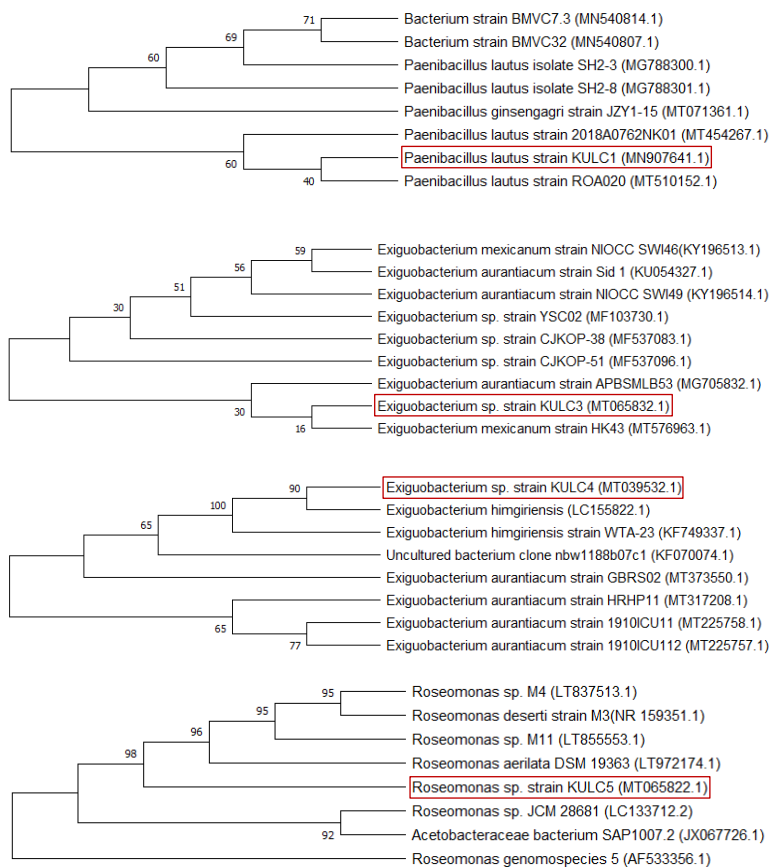 71
Bacterium strain BMVC7.3 (MN540814.1)
69
Bacterium strain BMVC32 (MN540807.1)
60
Paenibacillus lautus isolate SH2-3 (MG788300.1)
Paenibacillus lautus isolate SH2-8 (MG788301.1)
Paenibacillus ginsengagri strain JZY1-15 (MT071361.1)
Paenibacillus lautus strain 2018A0762NK01 (MT454267.1)
60
Paenibacillus lautus strain KULC1 (MN907641.1)
40
Paenibacillus lautus strain ROA020 (MT510152.1)
59
Exiguobacterium mexicanum strain NIOCC SWI46(KY196513.1)
56
Exiguobacterium aurantiacum strain Sid 1 (KU054327.1)
51
Exiguobacterium aurantiacum strain NIOCC SWI49 (KY196514.1)
30
Exiguobacterium sp. strain YSC02 (MF103730.1)
Exiguobacterium sp. strain CJKOP-38 (MF537083.1)
Exiguobacterium sp. strain CJKOP-51 (MF537096.1)
Exiguobacterium aurantiacum strain APBSMLB53 (MG705832.1)
30
Exiguobacterium sp. strain KULC3 (MT065832.1)
16
Exiguobacterium mexicanum strain HK43 (MT576963.1)
90
Exiguobacterium sp. strain KULC4 (MT039532.1)
100
Exiguobacterium himgiriensis (LC155822.1)
65
Exiguobacterium himgiriensis strain WTA-23 (KF749337.1)
Uncultured bacterium clone nbw1188b07c1 (KF070074.1)
Exiguobacterium aurantiacum strain GBRS02 (MT373550.1)
Exiguobacterium aurantiacum strain HRHP11 (MT317208.1)
65
Exiguobacterium aurantiacum strain 1910ICU11 (MT225758.1)
77
Exiguobacterium aurantiacum strain 1910ICU112 (MT225757.1)
95
Roseomonas sp. M4 (LT837513.1)
95
Roseomonas deserti strain M3(NR 159351.1)
96
Roseomonas sp. M11 (LT855553.1)
98
Roseomonas aerilata DSM 19363 (LT972174.1)
Roseomonas sp. strain KULC5 (MT065822.1)
Roseomonas sp. JCM 28681 (LC133712.2)
92
Acetobacteraceae bacterium SAP1007.2 (JX067726.1)
Roseomonas genomospecies 5 (AF533356.1)